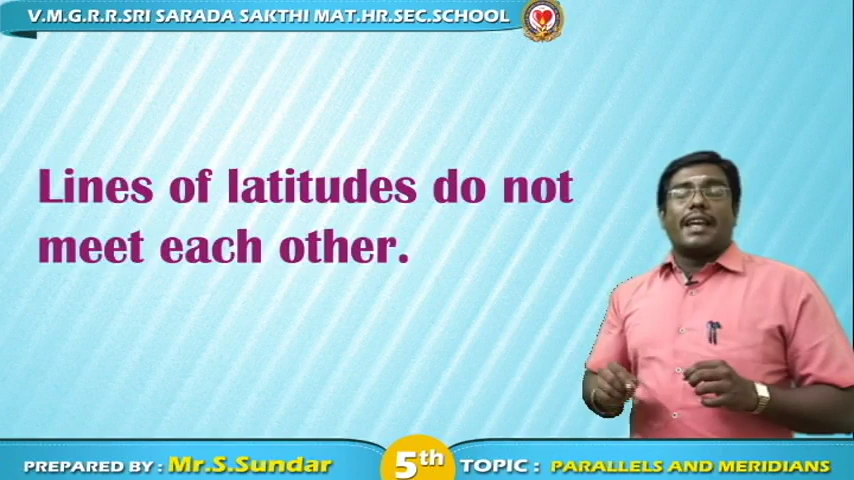 V.M.G.R.R.SRI SARADA SAKTHI MAT.HR.SEC.SCHOOL
Lines of latitudes do not
meet each other.
PREPARED BY : Mr.S.Sundar
5th
TOPIC : PARALLELS AND MERIDIANS